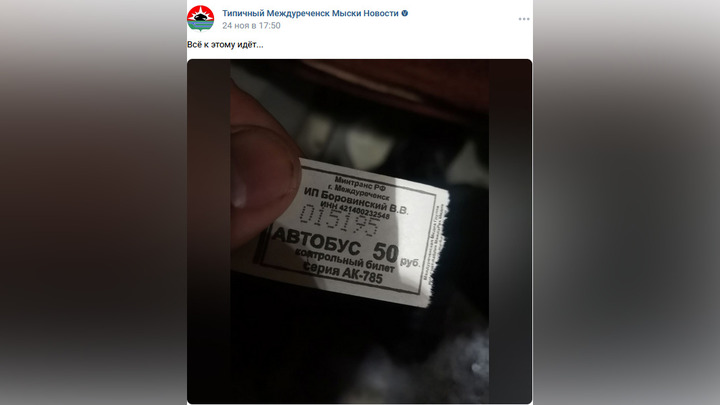 Типичный Междуреченск Мыски Новости
24 ноя в 17:50
Всё к этому идёт...
Минтранс РФ
г. Междуреченск
ИП Боровинский В.В.
ИНН 421400232548
015195
АВТОБУС 50 руб.
контрольный билет
серия АК-785